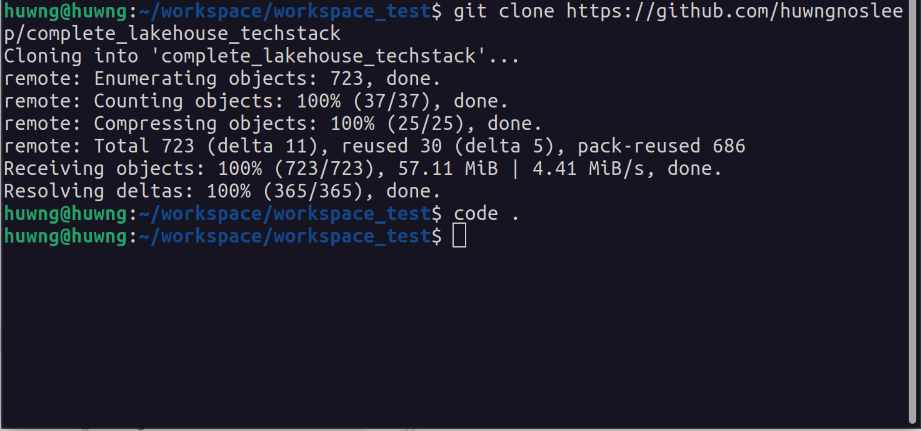 huwng@huwng:~/workspace/workspace_test$ git clone https://github.com/huwngnoslee
p/complete_lakehouse_techstack
Cloning into 'complete_lakehouse_techstack'...
remote: Enumerating objects: 723, done.
remote: Counting objects: 100% (37/37), done.
remote: Compressing objects: 100% (25/25), done.
remote: Total 723 (delta 11), reused 30 (delta 5), pack-reused 686
Receiving objects: 100% (723/723), 57.11 MiB | 4.41 MiB/s, done.
Resolving deltas: 100% (365/365), done.
huwng@huwng:~/workspace/workspace_test$ code .
huwng@huwng:~/workspace/workspace_test$